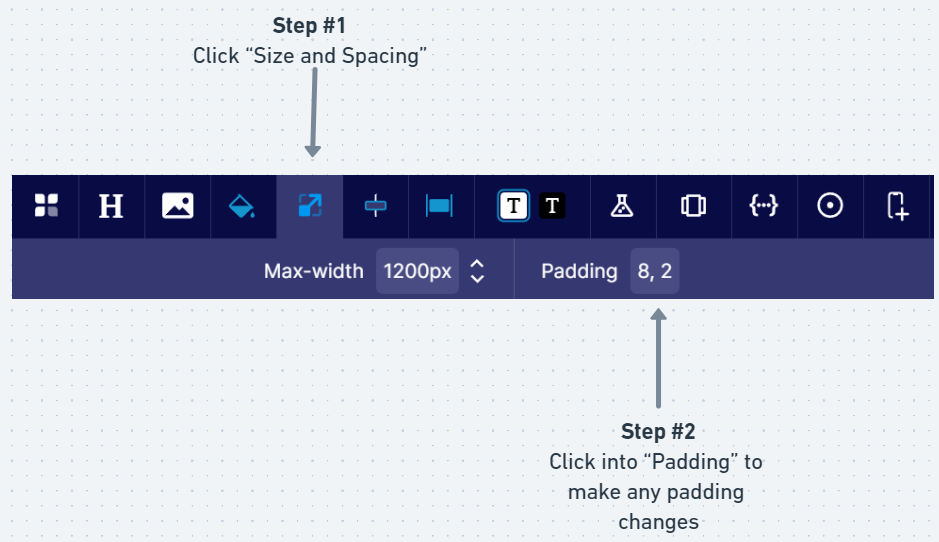 Step #1
Click “Size and Spacing”
H T T {···}
Max-width 1200px Padding 8, 2
Step #2
Click into “Padding” to
make any padding
changes